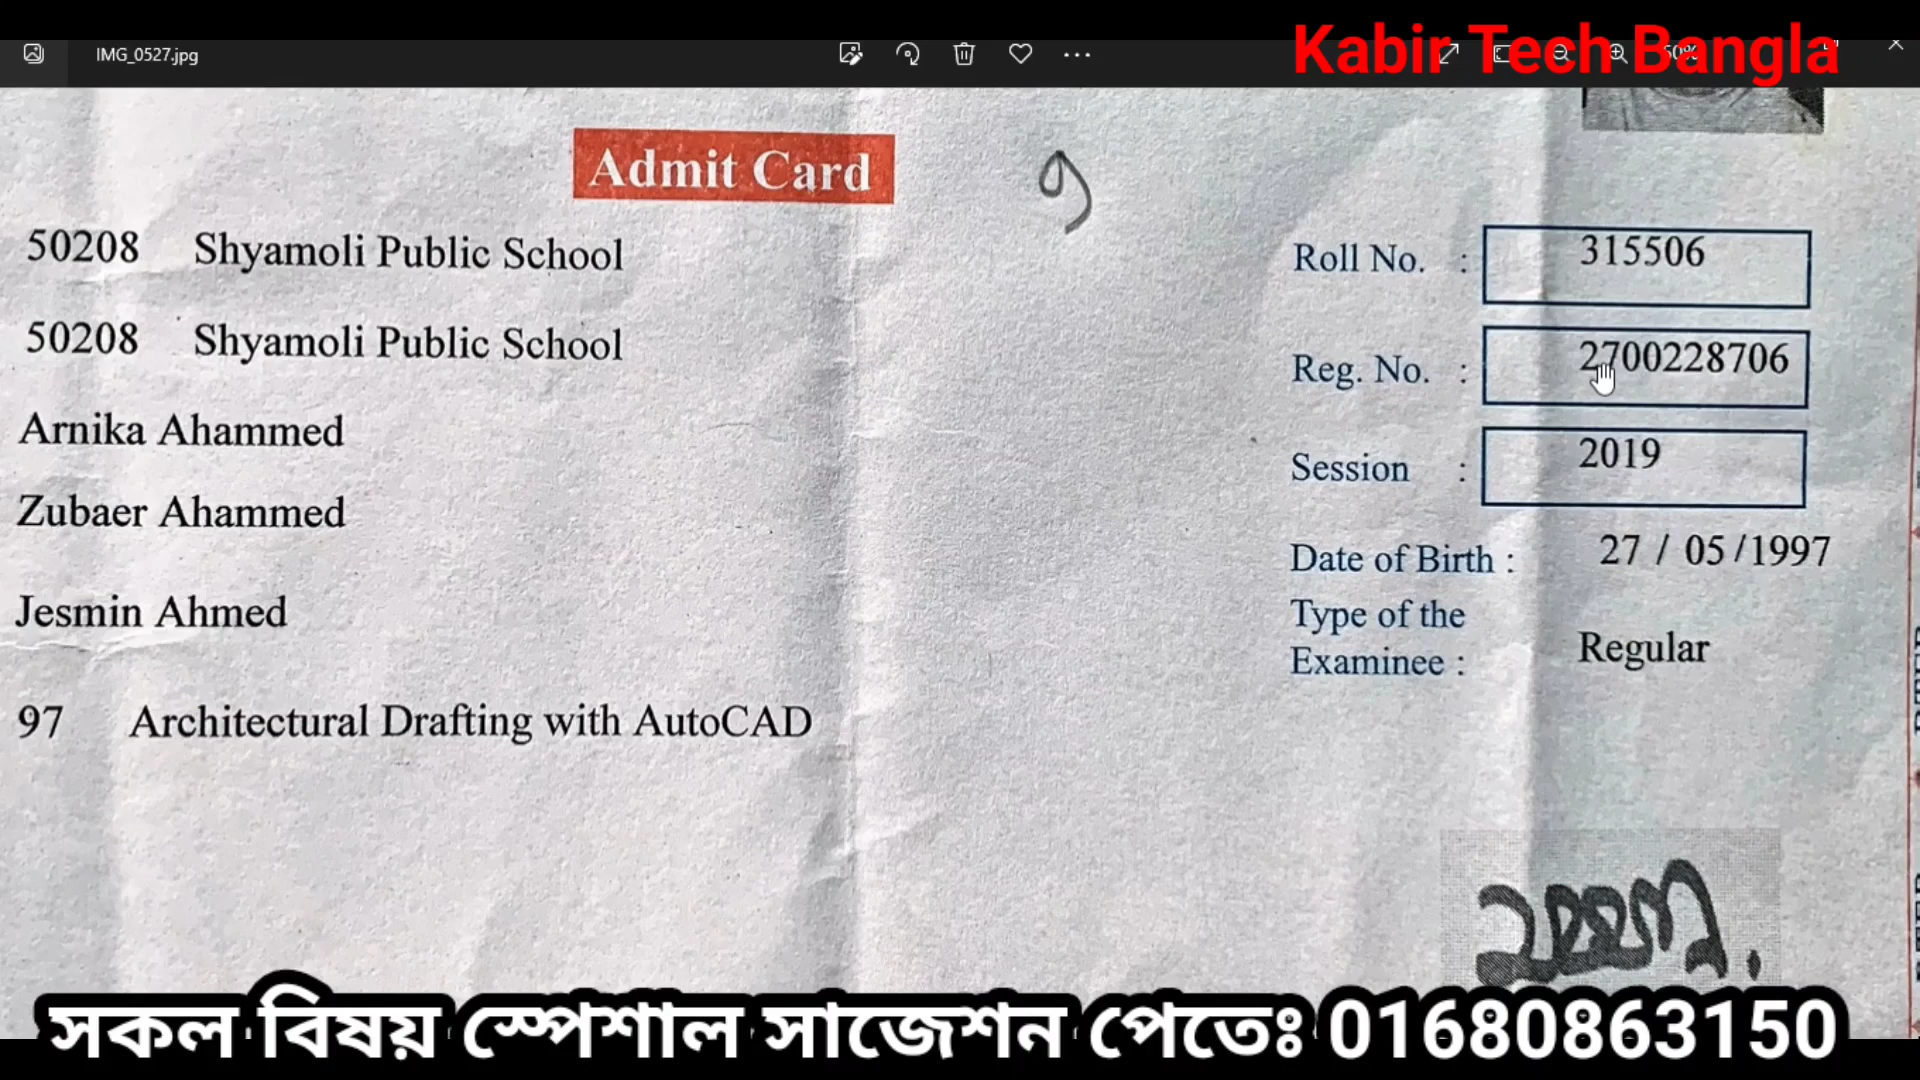 IMG_0527.jpg
Kabir Tech Bangla
Admit Card
50208 Shyamoli Public School
Roll No. : 315506
50208 Shyamoli Public School
Reg. No. : 2700228706
Arnika Ahammed
Session : 2019
Zubaer Ahammed
Date of Birth : 27 / 05 /1997
Jesmin Ahmed
Type of the
Examinee : Regular
97 Architectural Drafting with AutoCAD
সকল বিষয় স্পেশাল সাজেশন পেতেঃ 01680863150